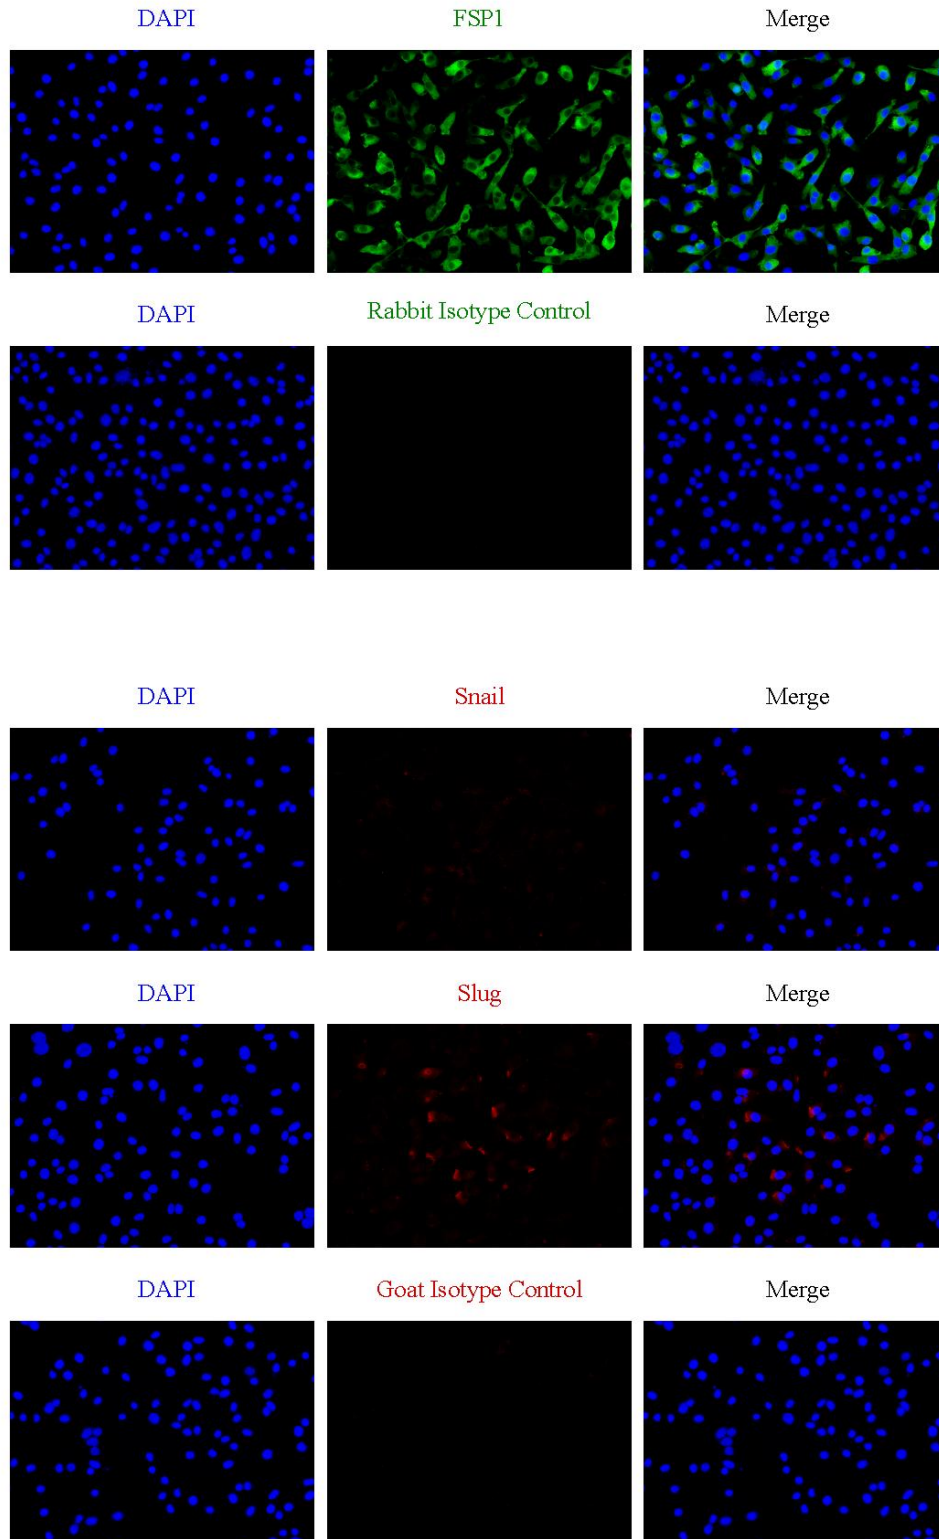 DAPI FSP1 Merge
DAPI Rabbit Isotype Control Merge
DAPI Snail Merge
DAPI Slug Merge
DAPI Goat Isotype Control Merge